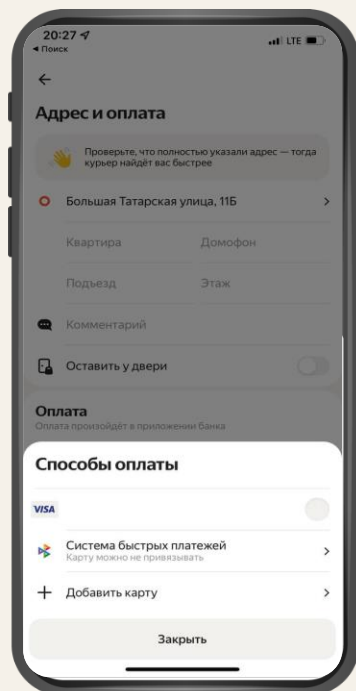 20:27
◂ Поиск
LTE
Адрес и оплата
Проверьте, что полностью указали адрес — тогда
курьер найдёт вас быстрее
Большая Татарская улица, 11Б
Квартира Домофон
Подъезд Этаж
Комментарий
Оставить у двери
Оплата
Оплата произойдёт в приложении банка
Способы оплаты
VISA
Система быстрых платежей
Карту можно не привязывать
Добавить карту
Закрыть